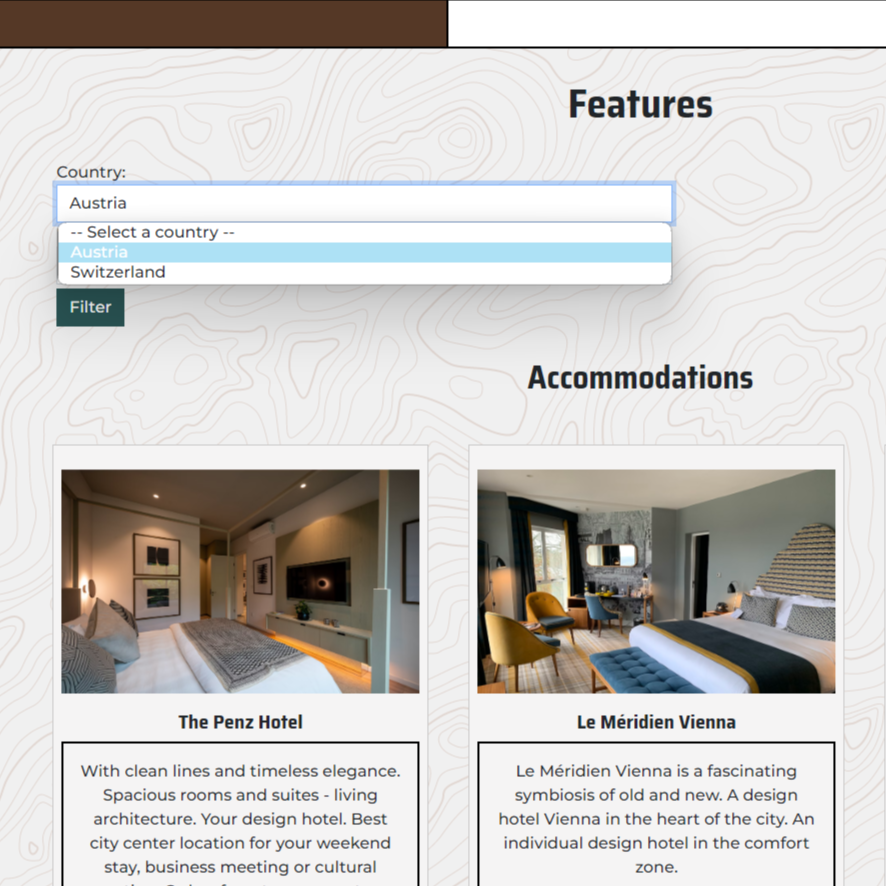 Features
Country:
Austria
-- Select a country --
Austria
Switzerland
Filter
Accommodations
The Penz Hotel
With clean lines and timeless elegance.
Spacious rooms and suites - living
architecture. Your design hotel. Best
city center location for your weekend
stay, business meeting or cultural
Le Méridien Vienna
Le Méridien Vienna is a fascinating
symbiosis of old and new. A design
hotel Vienna in the heart of the city. An
individual design hotel in the comfort
zone.